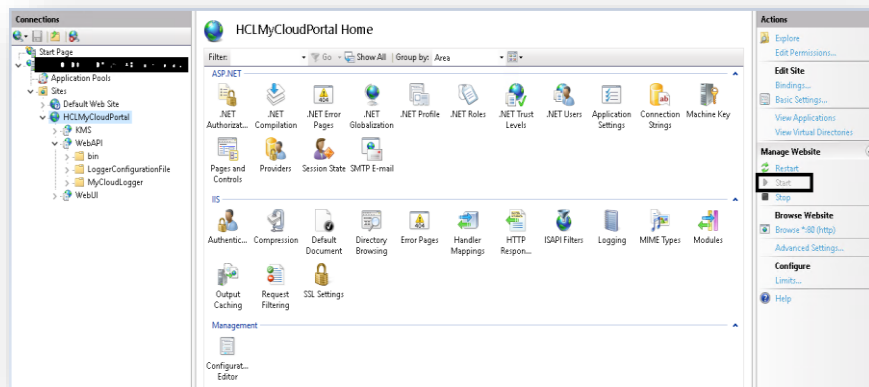 Connections
Start Page
Application Pools
Sites
Default Web Site
HCLMyCloudPortal
KMS
WebAPI
bin
LoggerConfigurationFile
MyCloudLogger
WebUI
HCLMyCloudPortal Home
Filter: Go Show All Group by: Area
ASP.NET
.NET Authorizat...
.NET Compilation
.NET Error Pages
.NET Globalization
.NET Profile
.NET Roles
.NET Trust Levels
.NET Users
Application Settings
Connection Strings
Machine Key
Pages and Controls
Providers
Session State
SMTP E-mail
IIS
Authentic...
Compression
Default Document
Directory Browsing
Error Pages
Handler Mappings
HTTP Respon...
ISAPI Filters
Logging
MIME Types
Modules
Output Caching
Request Filtering
SSL Settings
Management
Configurat... Editor
Actions
Explore
Edit Permissions...
Edit Site
Bindings...
Basic Settings...
View Applications
View Virtual Directories
Manage Website
Restart
Start
Stop
Browse Website
Browse *:80 (http)
Advanced Settings...
Configure
Limits...
Help